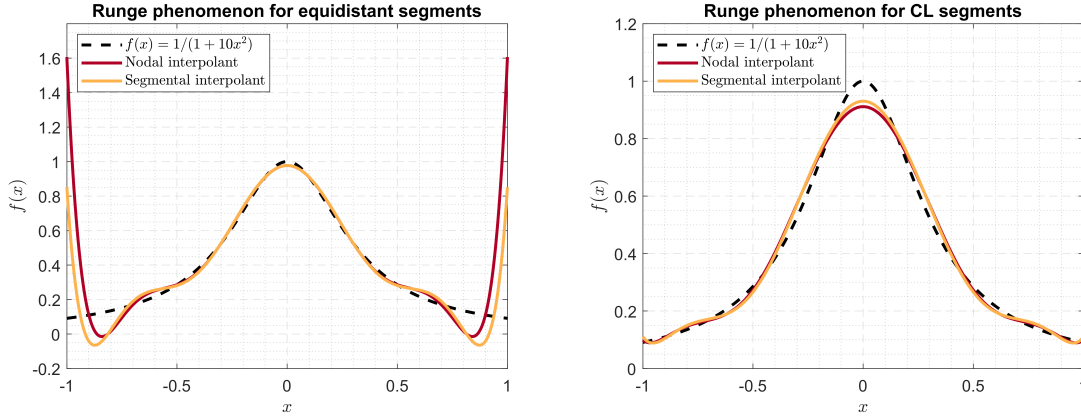 Runge phenomenon for equidistant segments
f(x) = 1/(1 + 10x²)
Nodal interpolant
Segmental interpolant
1.6
1.4
1.2
1
0.8
0.6
0.4
0.2
0
-0.2
-1
-0.5
0
0.5
1
x
f(x)
Runge phenomenon for CL segments
f(x) = 1/(1 + 10x²)
Nodal interpolant
Segmental interpolant
1.2
1
0.8
0.6
0.4
0.2
0
-1
-0.5
0
0.5
1
x
f(x)